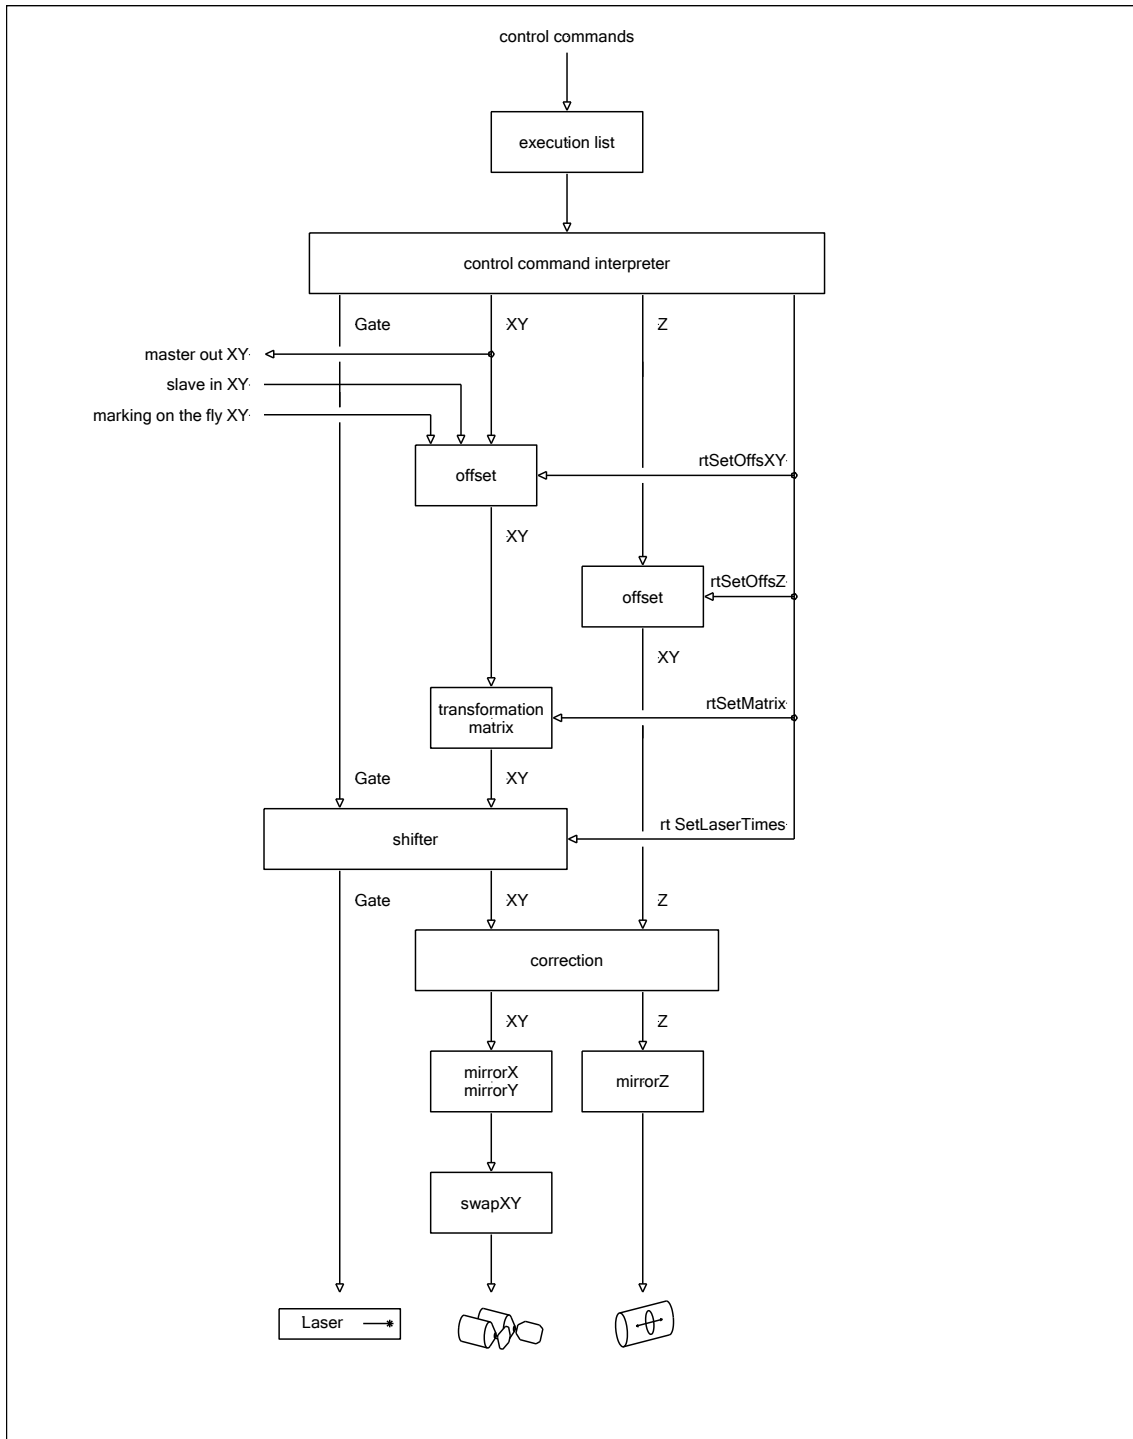 control commands
execution list
control command interpreter
Gate
XY
Z
master out XY
slave in XY
marking on the fly XY
offset
rtSetOffsXY
XY
offset
rtSetOffsZ
XY
transformation
matrix
rtSetMatrix
Gate
XY
shifter
rt SetLaserTimes
Gate
XY
Z
correction
XY
Z
mirrorX
mirrorY
mirrorZ
swapXY
Laser